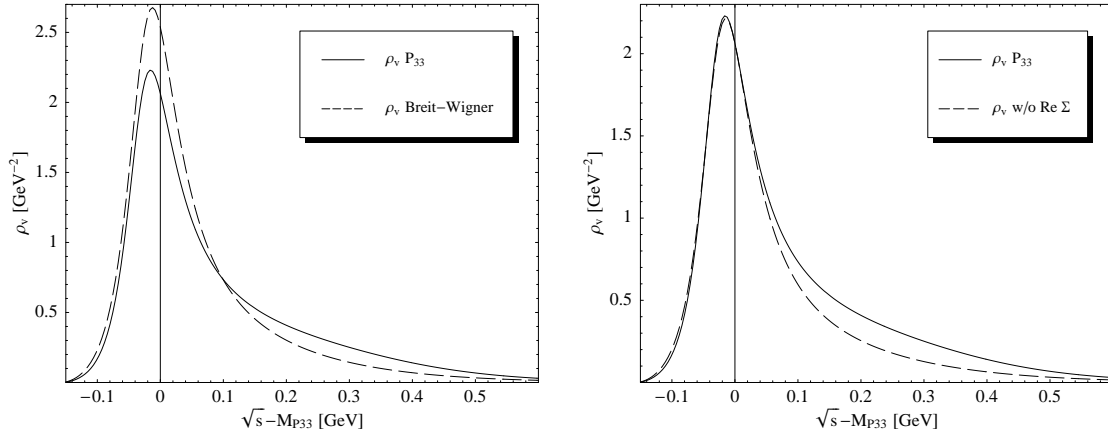 2.5
2
1.5
1
0.5
ρv [GeV−2]
ρv P33
ρv Breit−Wigner
−0.1 0 0.1 0.2 0.3 0.4 0.5
√s −MP33 [GeV]
2
1.5
1
0.5
ρv [GeV−2]
ρv P33
ρv w/o Re Σ
−0.1 0 0.1 0.2 0.3 0.4 0.5
√s −MP33 [GeV]